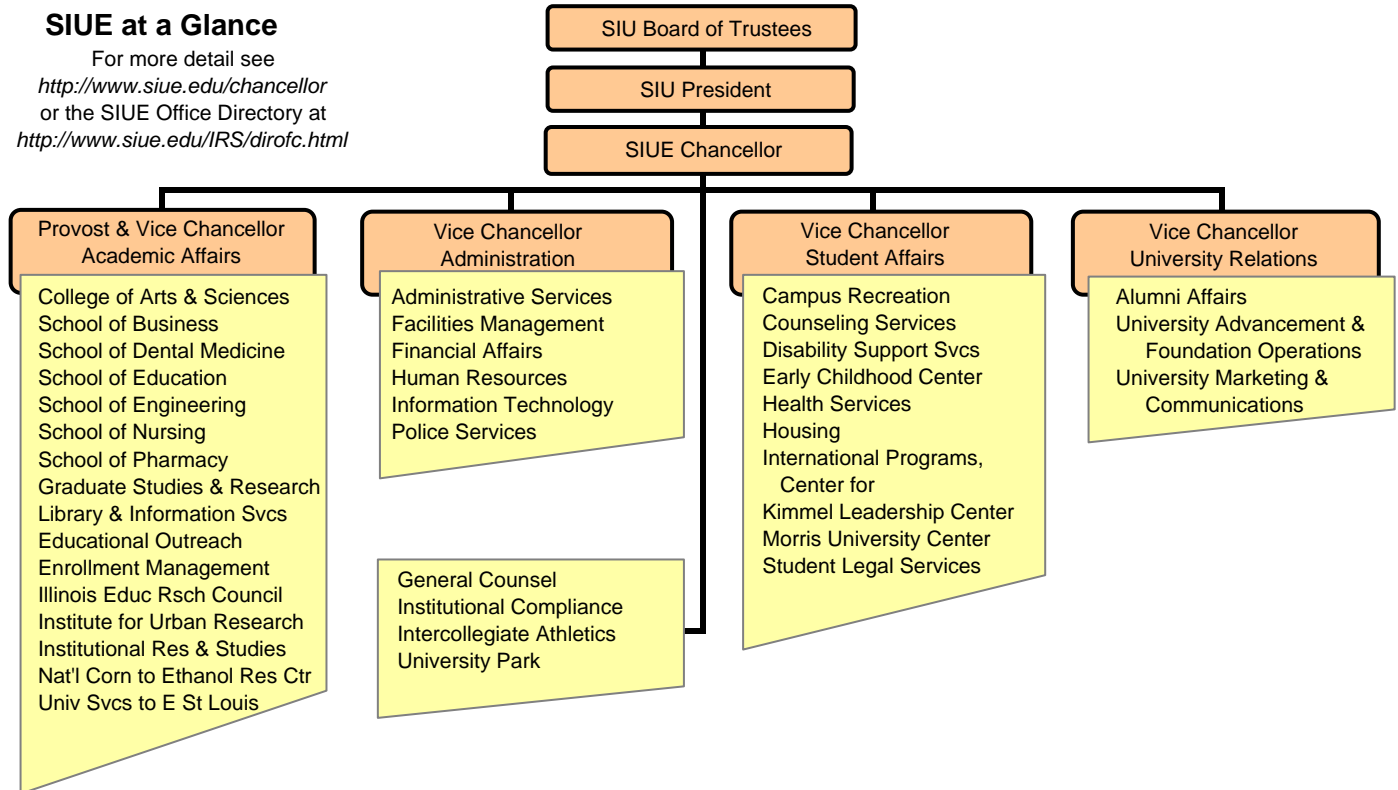 SIUE at a Glance
For more detail see
http://www.siue.edu/chancellor
or the SIUE Office Directory at
http://www.siue.edu/IRS/dirofc.html
SIU Board of Trustees
SIU President
SIUE Chancellor
Provost & Vice Chancellor
Academic Affairs
College of Arts & Sciences
School of Business
School of Dental Medicine
School of Education
School of Engineering
School of Nursing
School of Pharmacy
Graduate Studies & Research
Library & Information Svcs
Educational Outreach
Enrollment Management
Illinois Educ Rsch Council
Institute for Urban Research
Institutional Res & Studies
Nat'l Corn to Ethanol Res Ctr
Univ Svcs to E St Louis
Vice Chancellor
Administration
Administrative Services
Facilities Management
Financial Affairs
Human Resources
Information Technology
Police Services
General Counsel
Institutional Compliance
Intercollegiate Athletics
University Park
Vice Chancellor
Student Affairs
Campus Recreation
Counseling Services
Disability Support Svcs
Early Childhood Center
Health Services
Housing
International Programs,
Center for
Kimmel Leadership Center
Morris University Center
Student Legal Services
Vice Chancellor
University Relations
Alumni Affairs
University Advancement &
Foundation Operations
University Marketing &
Communications